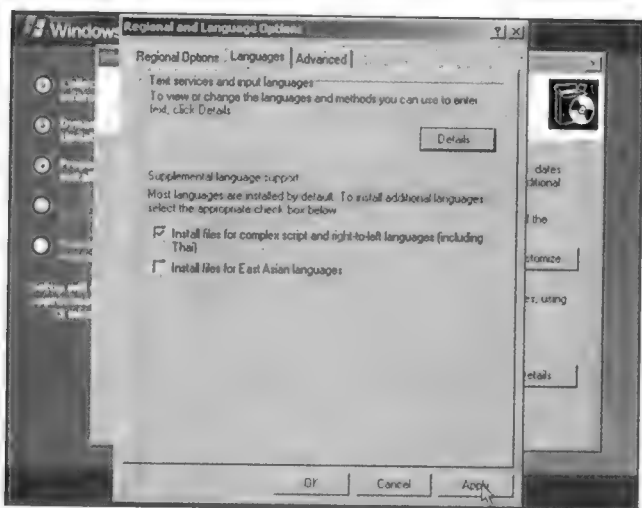 Windows
Regional and Language Options
Regional Options Languages Advanced
Text services and input languages
To view or change the languages and methods you can use to enter
text, click Details
Details
Supplemental language support
Most languages are installed by default. To install additional languages
select the appropriate check box below
Install files for complex script and right-to-left languages (including
Thai)
Install files for East Asian languages
OK Cancel Apply
dates
ditional
the
stomize
using
etails